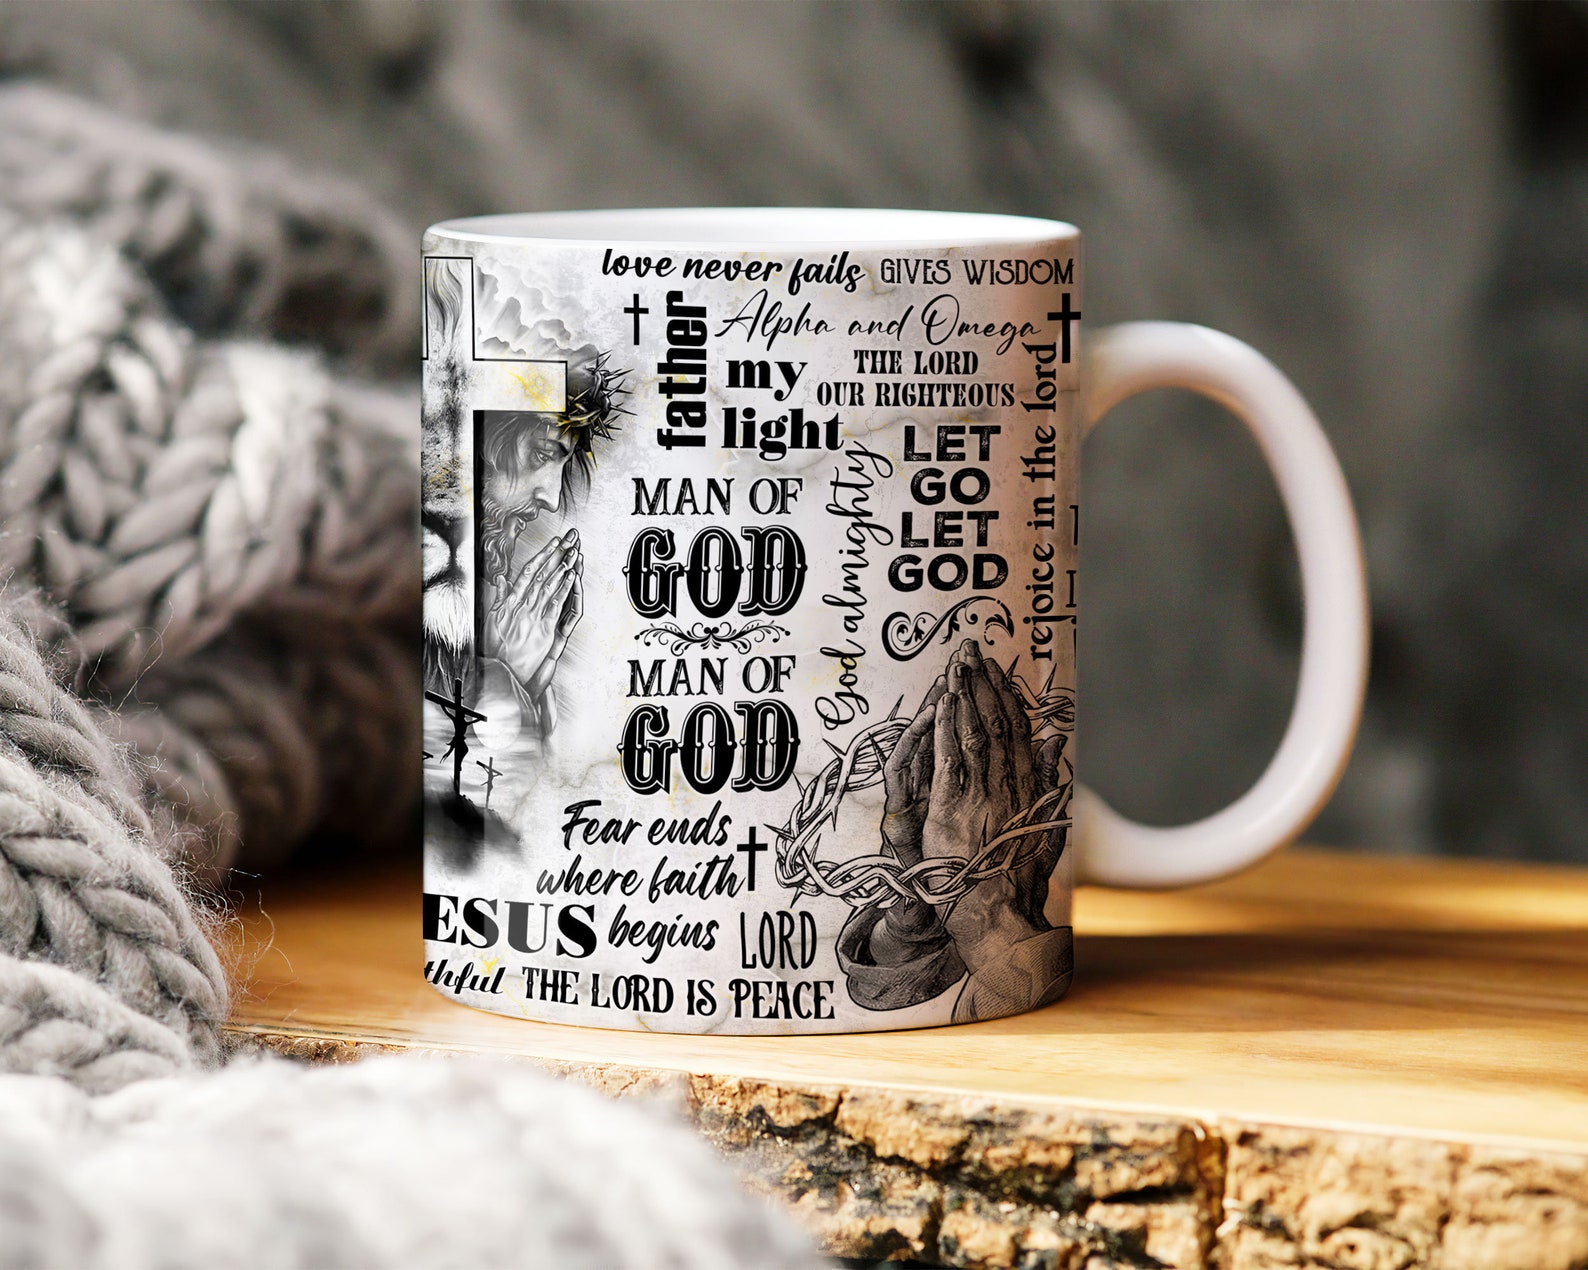 love never fails GIVES WISDOM
Alpha and Omega
father
my
light
THE LORD
OUR RIGHTEOUS
rejoice in the lord
LET
GO
LET
GOD
God almighty
MAN OF
GOD
MAN OF
GOD
Fear ends
where faith
begins
ESUS
LORD
thful THE LORD IS PEACE